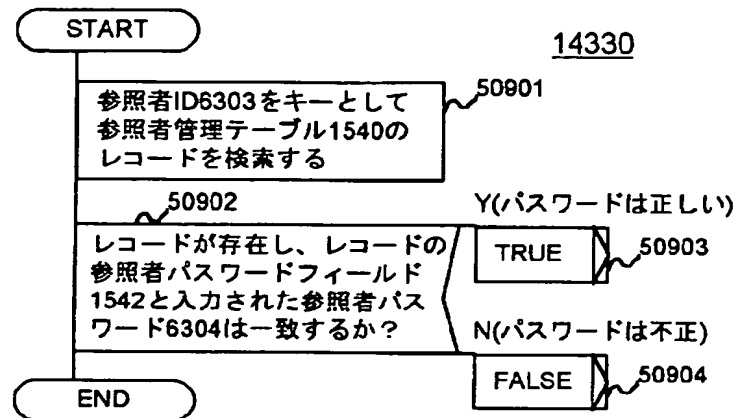 START
14330
参照者ID6303をキーとして
参照者管理テーブル1540の
レコードを検索する
50901
50902
レコードが存在し、レコードの
参照者パスワードフィールド
1542と入力された参照者パス
ワード6304は一致するか？
Y(パスワードは正しい)
TRUE
50903
N(パスワードは不正)
FALSE
50904
END